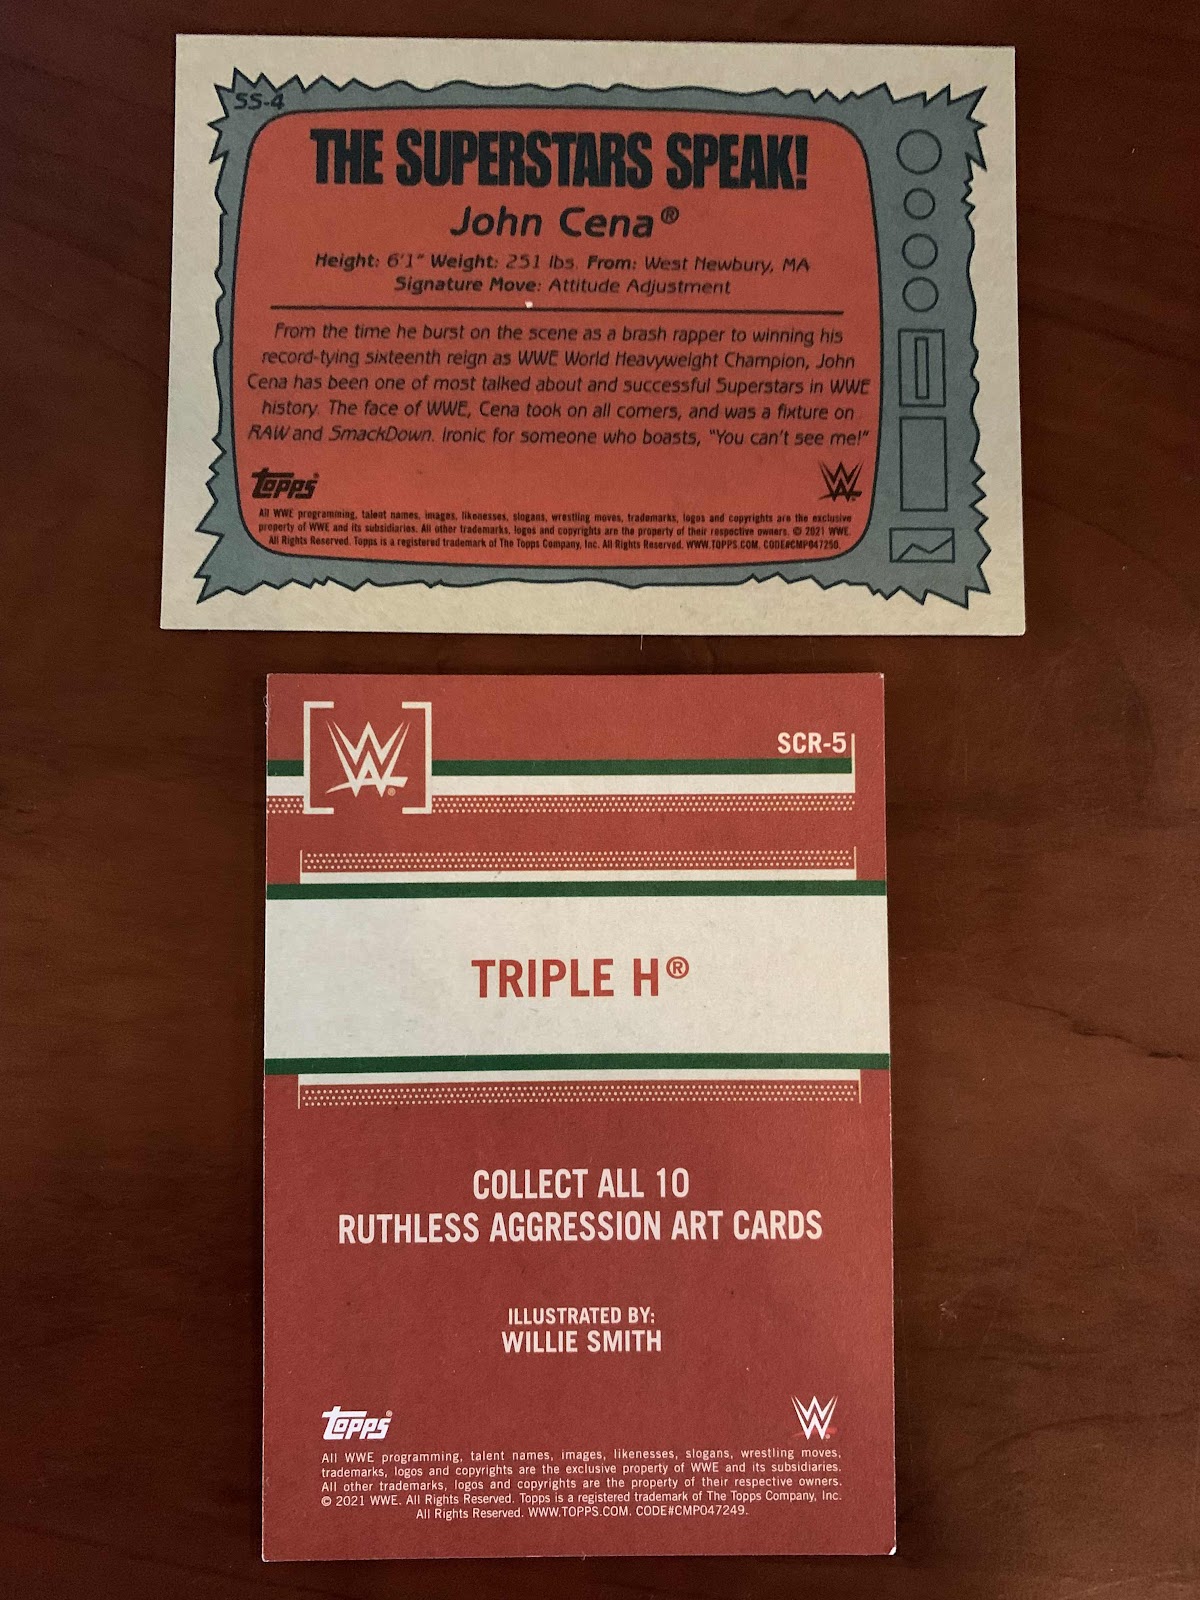 SS-4
THE SUPERSTARS SPEAK!
John Cena®
Height: 6'1" Weight: 251 lbs. From: West Newbury, MA
Signature Move: Attitude Adjustment
From the time he burst on the scene as a brash rapper to winning his
record-tying sixteenth reign as WWE World Heavyweight Champion, John
Cena has been one of most talked about and successful Superstars in WWE
history. The face of WWE, Cena took on all comers, and was a fixture on
RAW and SmackDown. Ironic for someone who boasts, "You can't see me!"
Topps®
W
All WWE programming, talent names, images, likenesses, slogans, wrestling moves, trademarks, logos and copyrights are the exclusive
property of WWE and its subsidiaries. All other trademarks, logos and copyrights are the property of their respective owners. © 2021 WWE.
All Rights Reserved. Topps is a registered trademark of The Topps Company, Inc. All Rights Reserved. WWW.TOPPS.COM. CODE#CMP047250.
W®
SCR-5
TRIPLE H®
COLLECT ALL 10
RUTHLESS AGGRESSION ART CARDS
ILLUSTRATED BY:
WILLIE SMITH
Topps®
W®
All WWE programming, talent names, images, likenesses, slogans, wrestling moves,
trademarks, logos and copyrights are the exclusive property of WWE and its subsidiaries.
All other trademarks, logos and copyrights are the property of their respective owners.
© 2021 WWE. All Rights Reserved. Topps is a registered trademark of The Topps Company, Inc.
All Rights Reserved. WWW.TOPPS.COM. CODE#CMP047249.